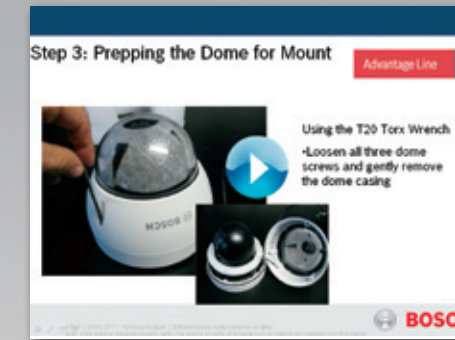 Step 3: Prepping the Dome for Mount
Advantage Line
Using the T20 Torx Wrench
•Loosen all three dome
screws and gently remove
the dome casing
BOSCH
BOSC